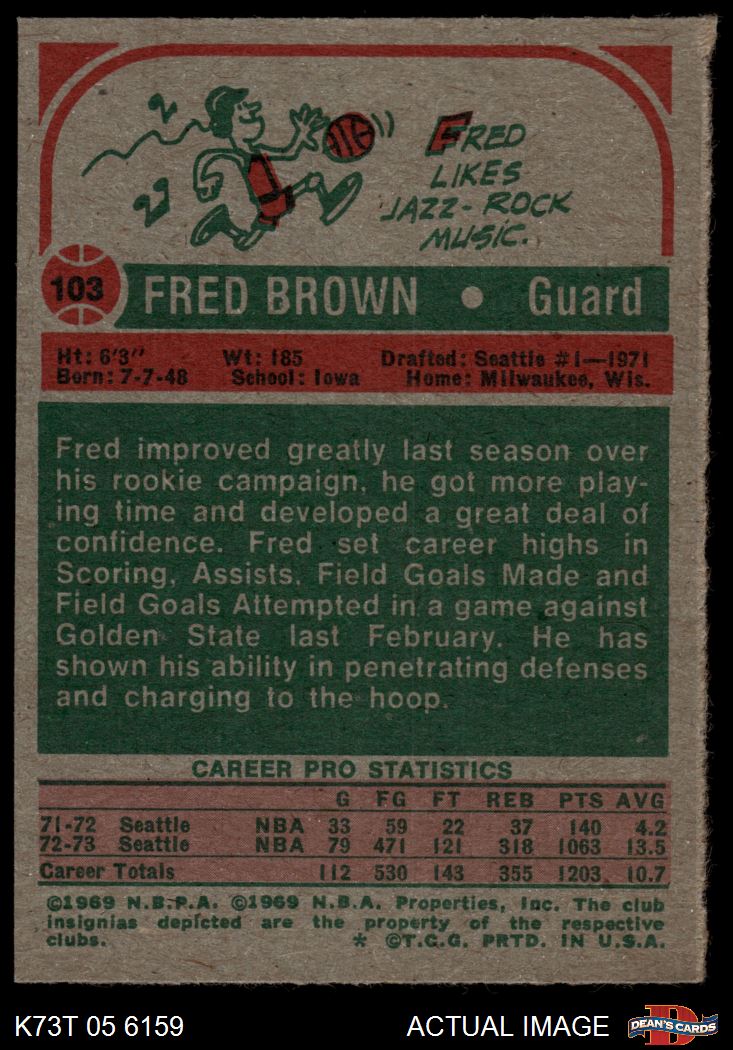 FRED
LIKES
JAZZ-ROCK
MUSIC.
103 FRED BROWN • Guard
Ht: 6'3" Wt: 185 Drafted: Seattle #1—1971
Born: 7-7-48 School: Iowa Home: Milwaukee, Wis.
Fred improved greatly last season over
his rookie campaign, he got more play-
ing time and developed a great deal of
confidence. Fred set career highs in
Scoring, Assists, Field Goals Made and
Field Goals Attempted in a game against
Golden State last February. He has
shown his ability in penetrating defenses
and charging to the hoop.
CAREER PRO STATISTICS
G FG FT REB PTS AVG
71-72 Seattle NBA 33 59 22 37 140 4.2
72-73 Seattle NBA 79 471 121 318 1063 13.5
Career Totals 112 530 143 355 1203 10.7
©1969 N.B.P.A. ©1969 N.B.A. Properties, Inc. The club
insignias depicted are the property of the respective
clubs. * ©T.C.G. PRTD. IN U.S.A.
K73T 05 6159 ACTUAL IMAGE DEAN'S CARDS